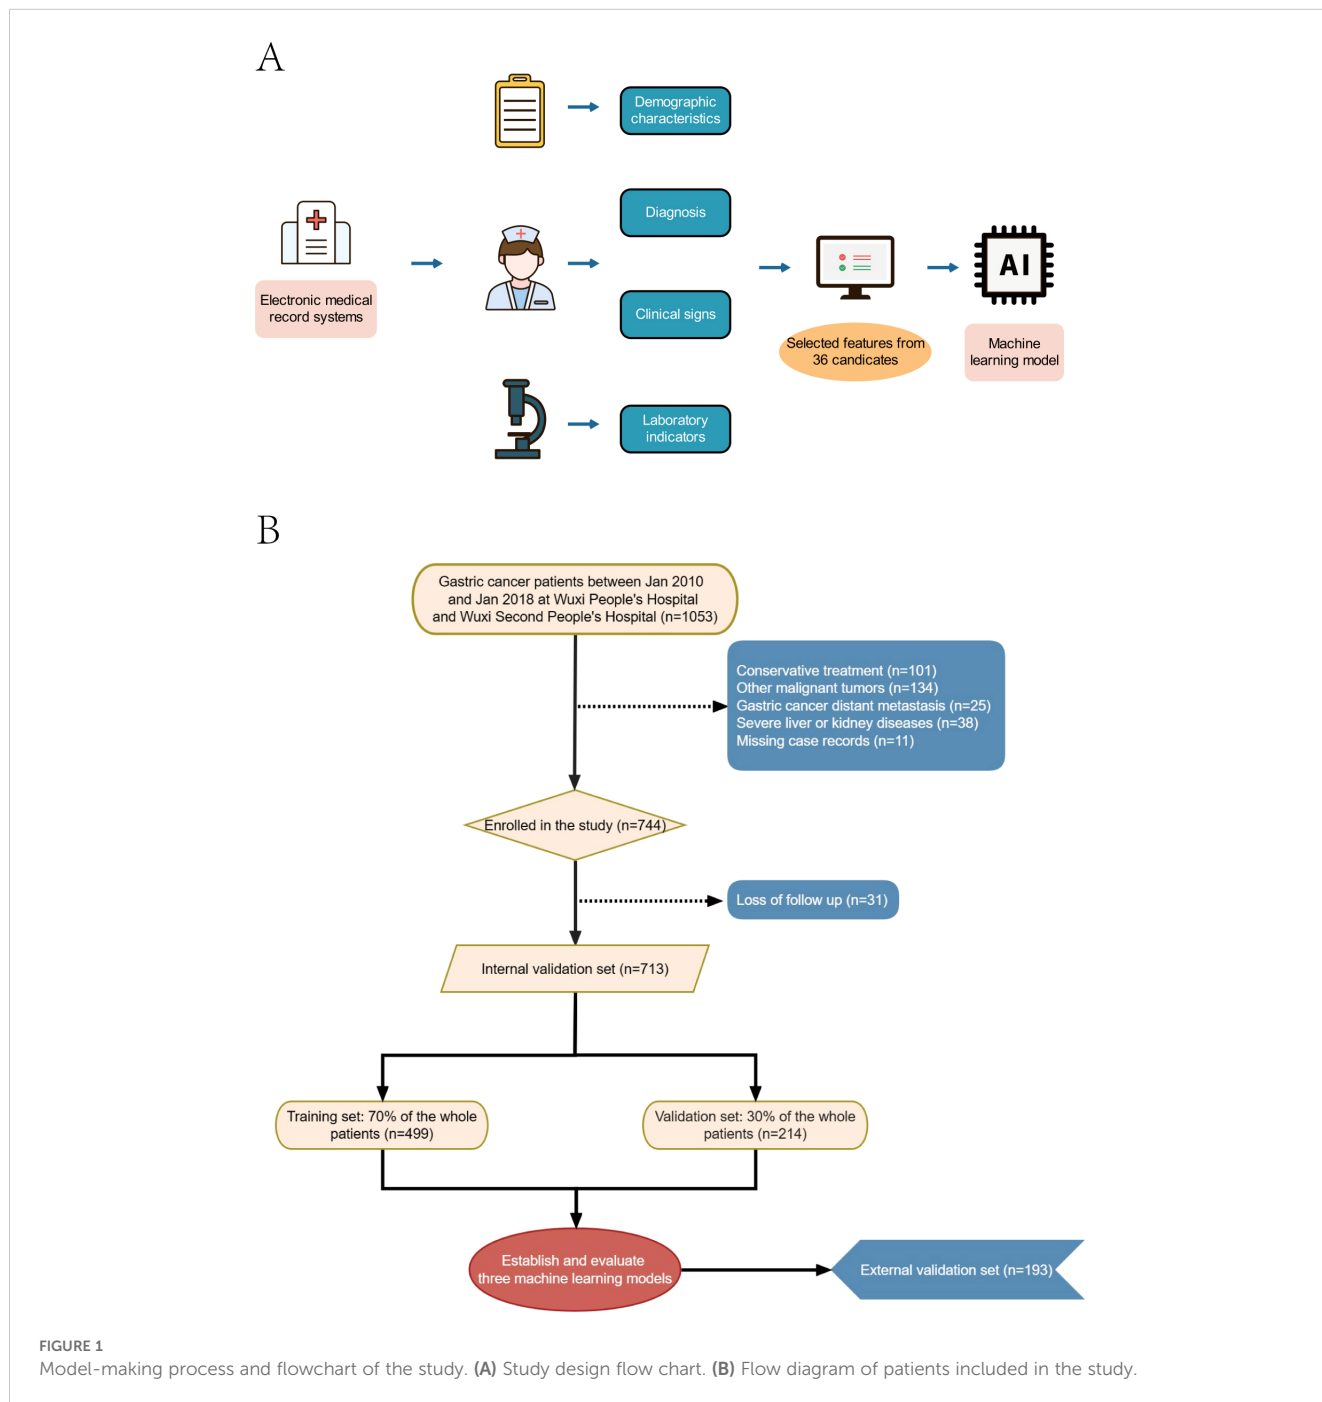 A
Demographic
characteristics
Diagnosis
Electronic medical
record systems
Clinical signs
AI
Selected features from
36 candicates
Machine
learning model
Laboratory
indicators
B
Gastric cancer patients between Jan 2010
and Jan 2018 at Wuxi People's Hospital
and Wuxi Second People's Hospital (n=1053)
Conservative treatment (n=101)
Other malignant tumors (n=134)
Gastric cancer distant metastasis (n=25)
Severe liver or kidney diseases (n=38)
Missing case records (n=11)
Enrolled in the study (n=744)
Loss of follow up (n=31)
Internal validation set (n=713)
Training set: 70% of the whole
patients (n=499)
Validation set: 30% of the whole
patients (n=214)
Establish and evaluate
three machine learning models
External validation set (n=193)
FIGURE 1
Model-making process and flowchart of the study. (A) Study design flow chart. (B) Flow diagram of patients included in the study.